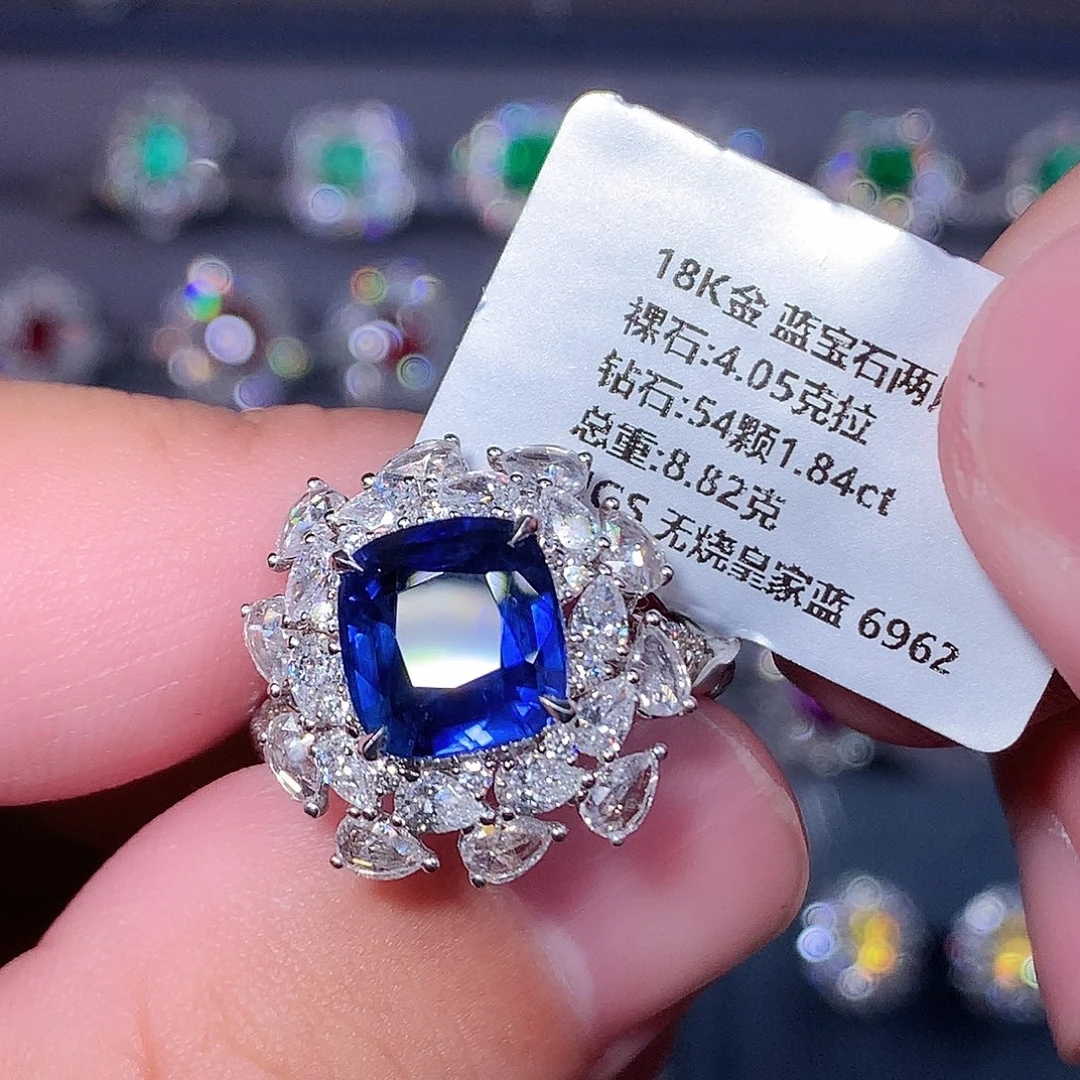 18K金 蓝宝石两
裸石:4.05克拉
钻石:54颗1.84ct
总重:8.82克
无烧皇家蓝 6962